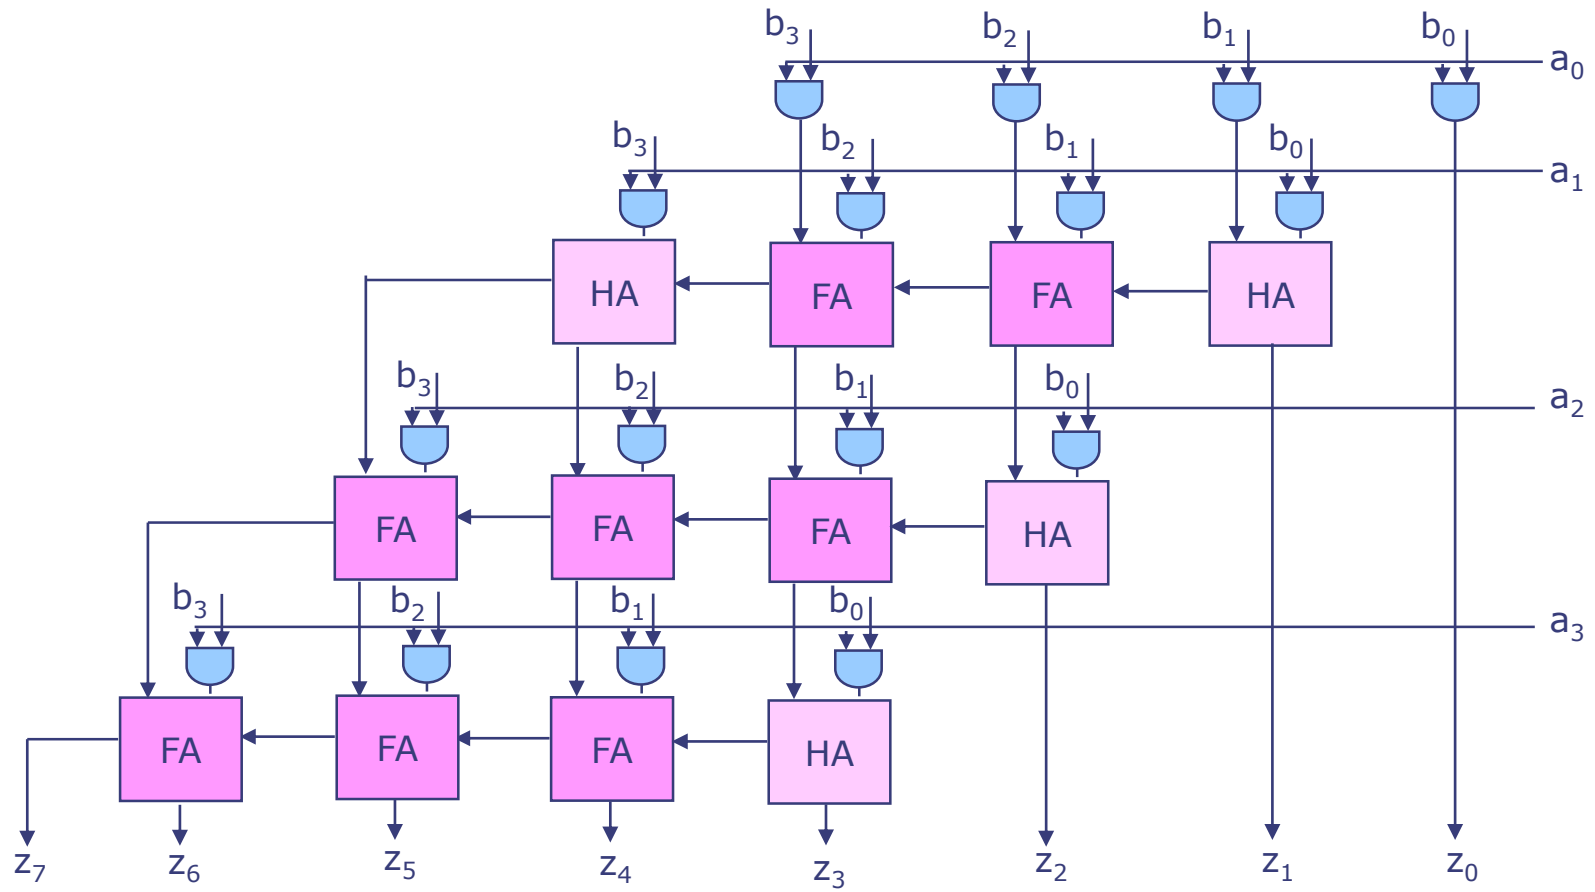 b₃ b₂ b₁ b₀ a₀
b₃ b₂ b₁ b₀ a₁
HA FA FA HA
b₃ b₂ b₁ b₀ a₂
FA FA FA HA
b₃ b₂ b₁ b₀ a₃
FA FA FA HA
z₇ z₆ z₅ z₄ z₃ z₂ z₁ z₀